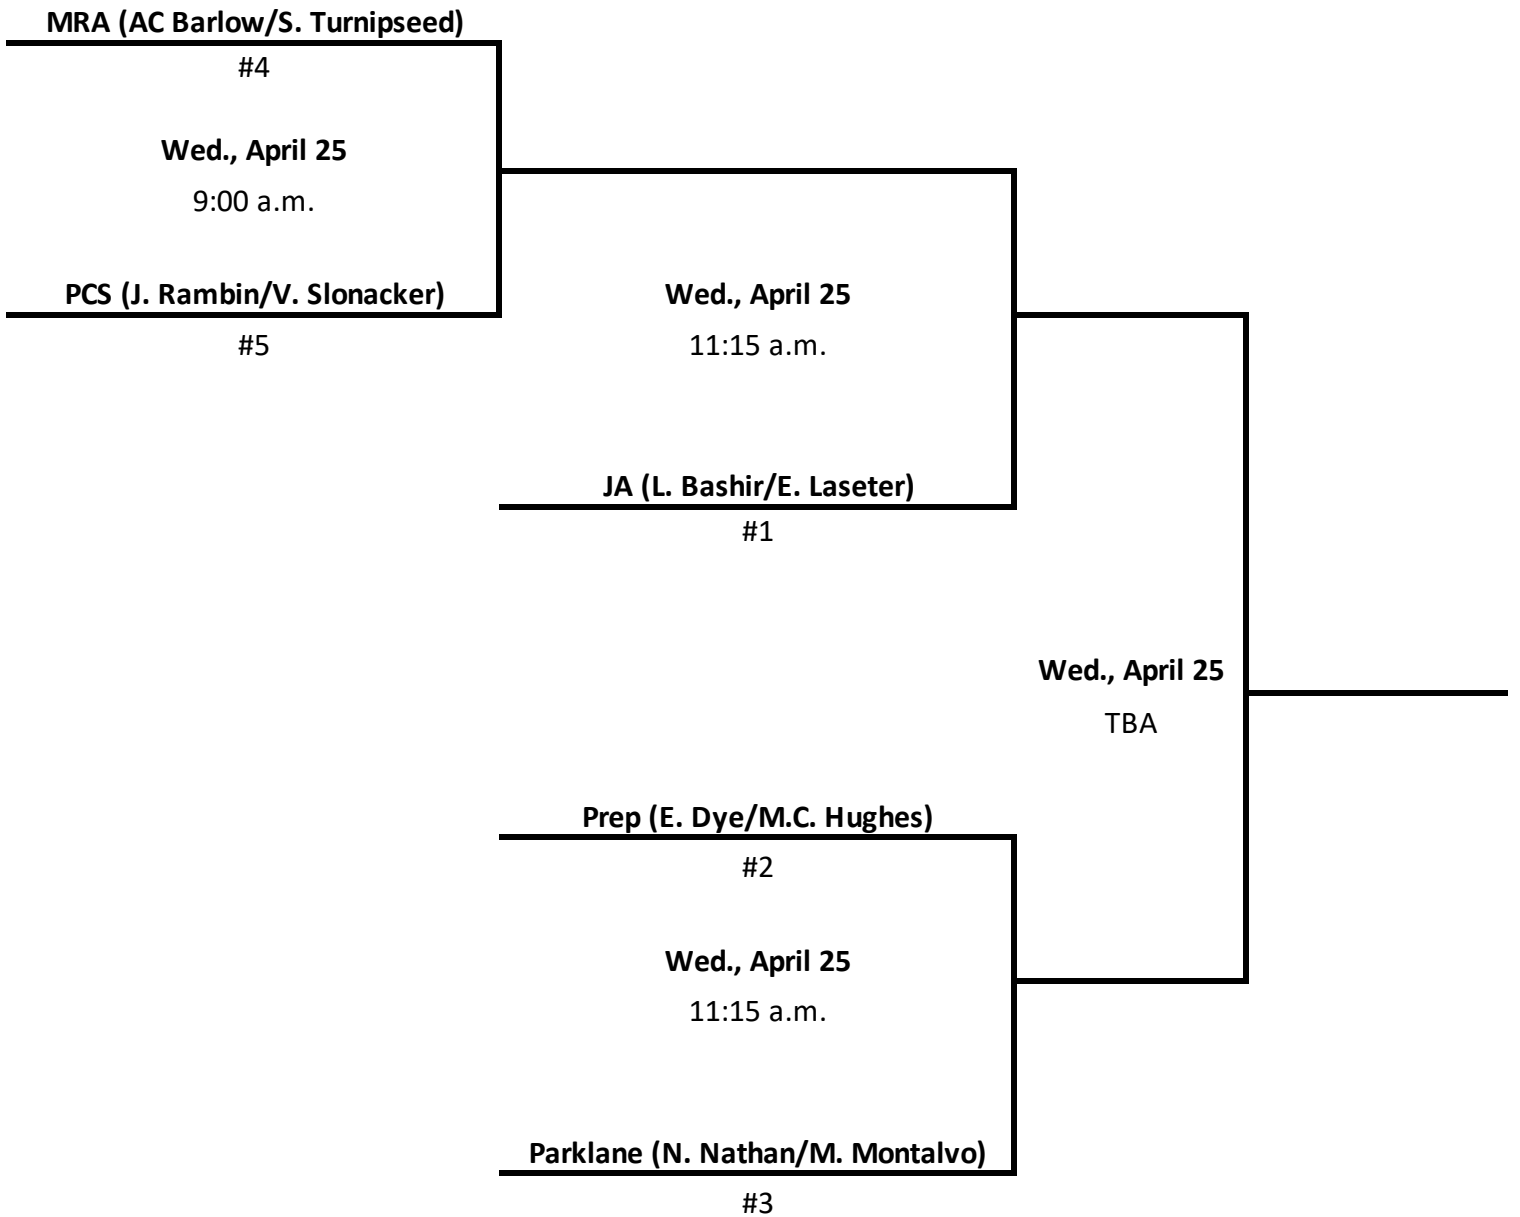 MRA (AC Barlow/S. Turnipseed)
#4
Wed., April 25
9:00 a.m.
PCS (J. Rambin/V. Slonacker)
#5
Wed., April 25
11:15 a.m.
JA (L. Bashir/E. Laseter)
#1
Wed., April 25
TBA
Prep (E. Dye/M.C. Hughes)
#2
Wed., April 25
11:15 a.m.
Parklane (N. Nathan/M. Montalvo)
#3